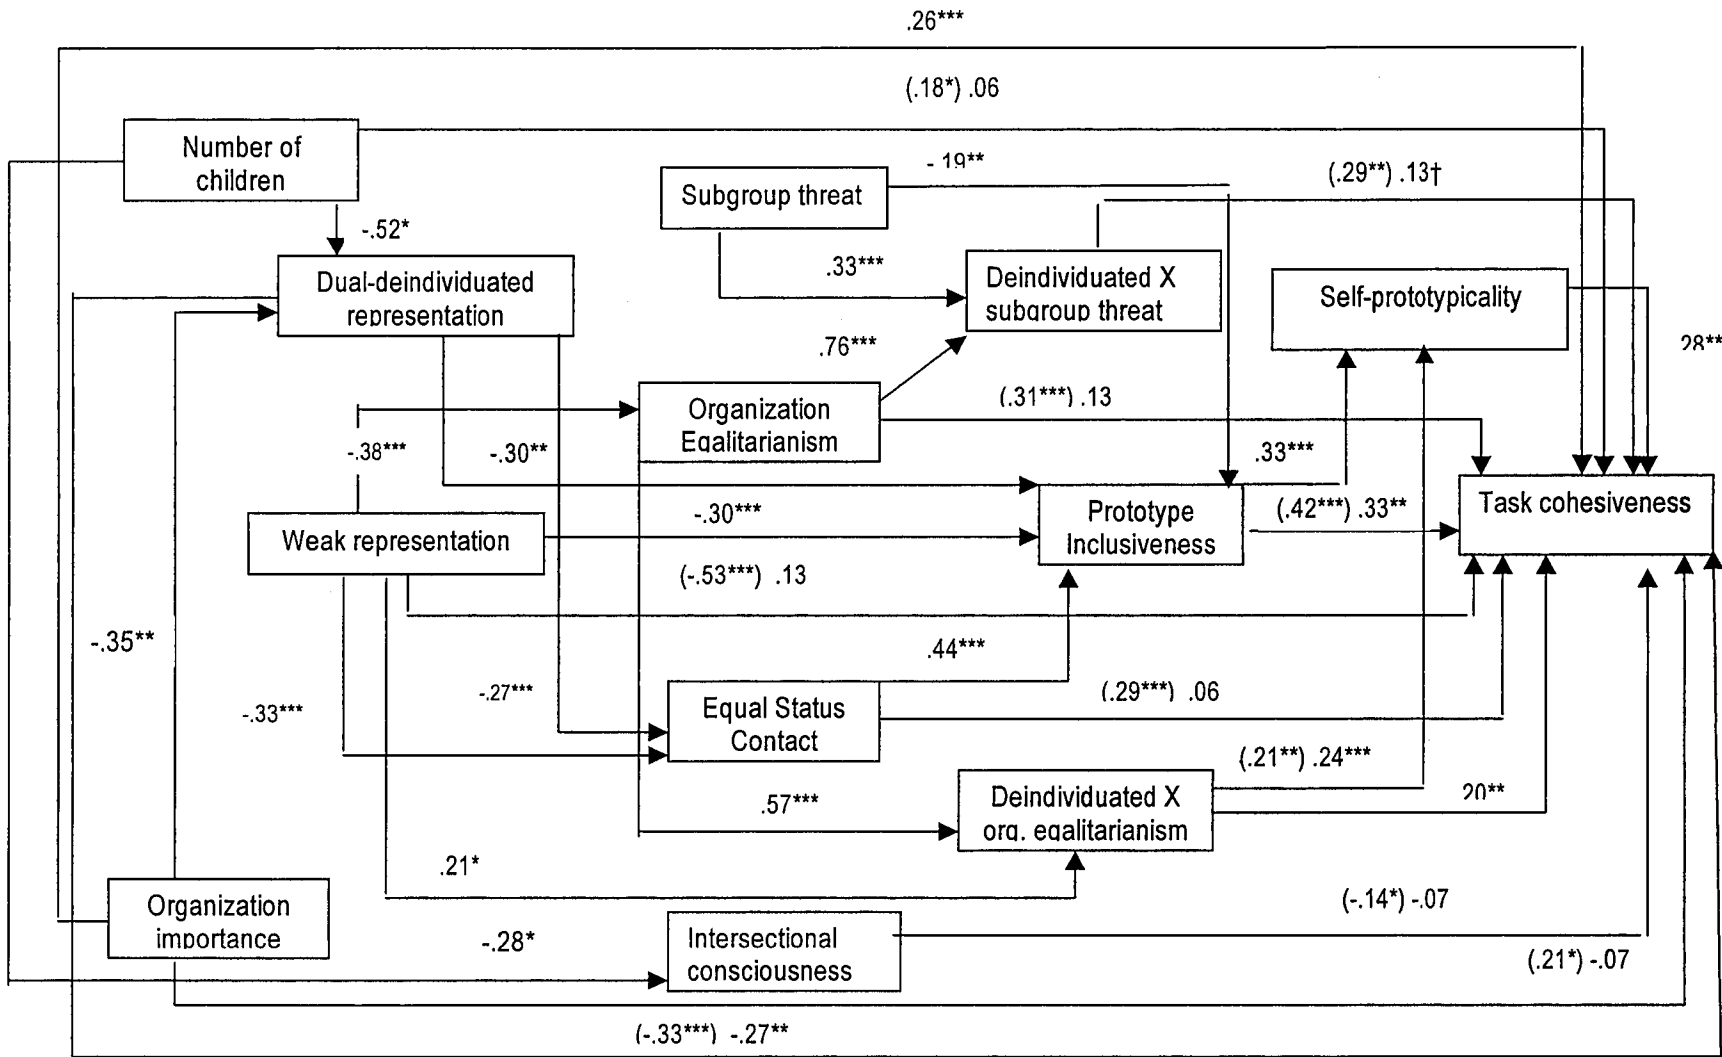 .26***
(.18*) .06
Number of
children
- .19**
Subgroup threat
(.29**) .13†
-.52*
.33***
Dual-deindividuated
representation
Deindividuated X
subgroup threat
Self-prototypicality
.76***
28**
Organization
Egalitarianism
(.31***) .13
-.38***
-.30**
.33***
Weak representation
-.30***
Prototype
Inclusiveness
(.42***) .33**
Task cohesiveness
(-.53***) .13
-.35**
.44***
-.27***
-.33***
Equal Status
Contact
(.29***) .06
(.21**) .24***
.57***
Deindividuated X
org. egalitarianism
20**
.21*
Organization
importance
(-.14*) -.07
-.28*
Intersectional
consciousness
(.21*) -.07
(-.33***) -.27**